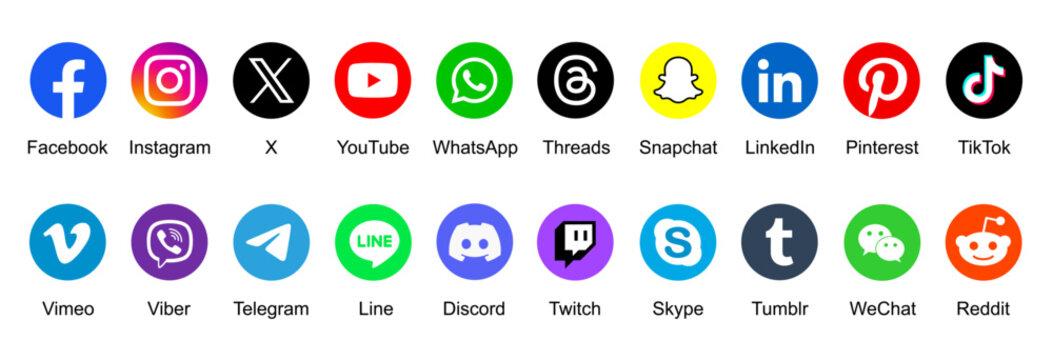 Facebook Instagram X YouTube WhatsApp Threads Snapchat LinkedIn Pinterest TikTok
LINE
Vimeo Viber Telegram Line Discord Twitch Skype Tumblr WeChat Reddit